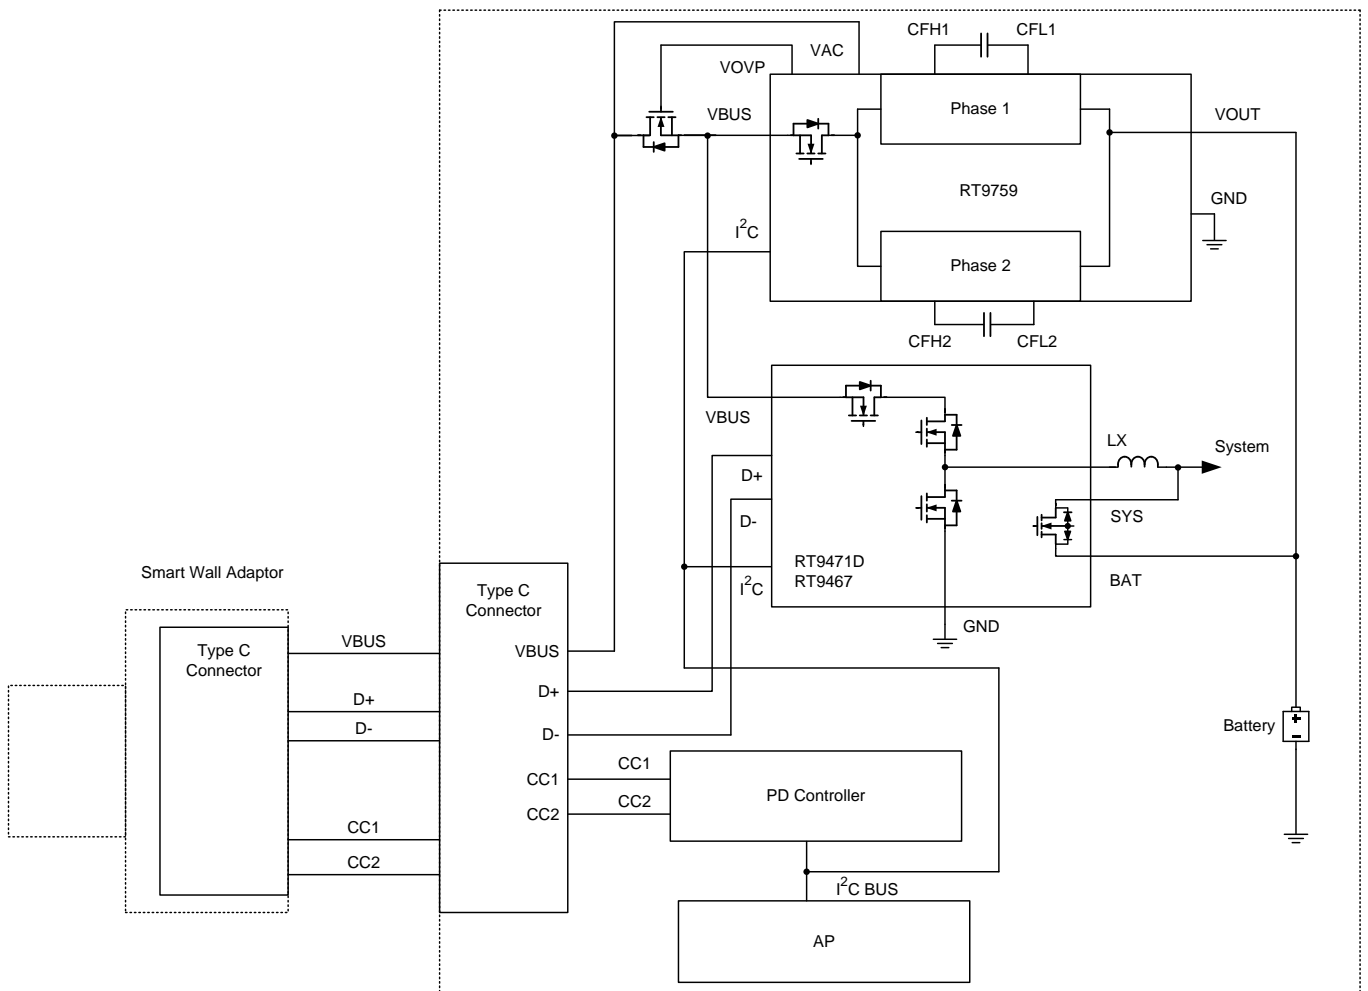 CFH1
CFL1
VAC
VOVP
VBUS
Phase 1
VOUT
RT9759
GND
I²C
Phase 2
CFH2
CFL2
VBUS
LX
System
D+
SYS
D-
RT9471D
RT9467
I²C
BAT
GND
Smart Wall Adaptor
Type C
Connector
VBUS
Type C
Connector
VBUS
D+
D+
D-
D-
Battery
CC1
CC1
PD Controller
CC2
CC2
CC1
CC2
I²C BUS
AP